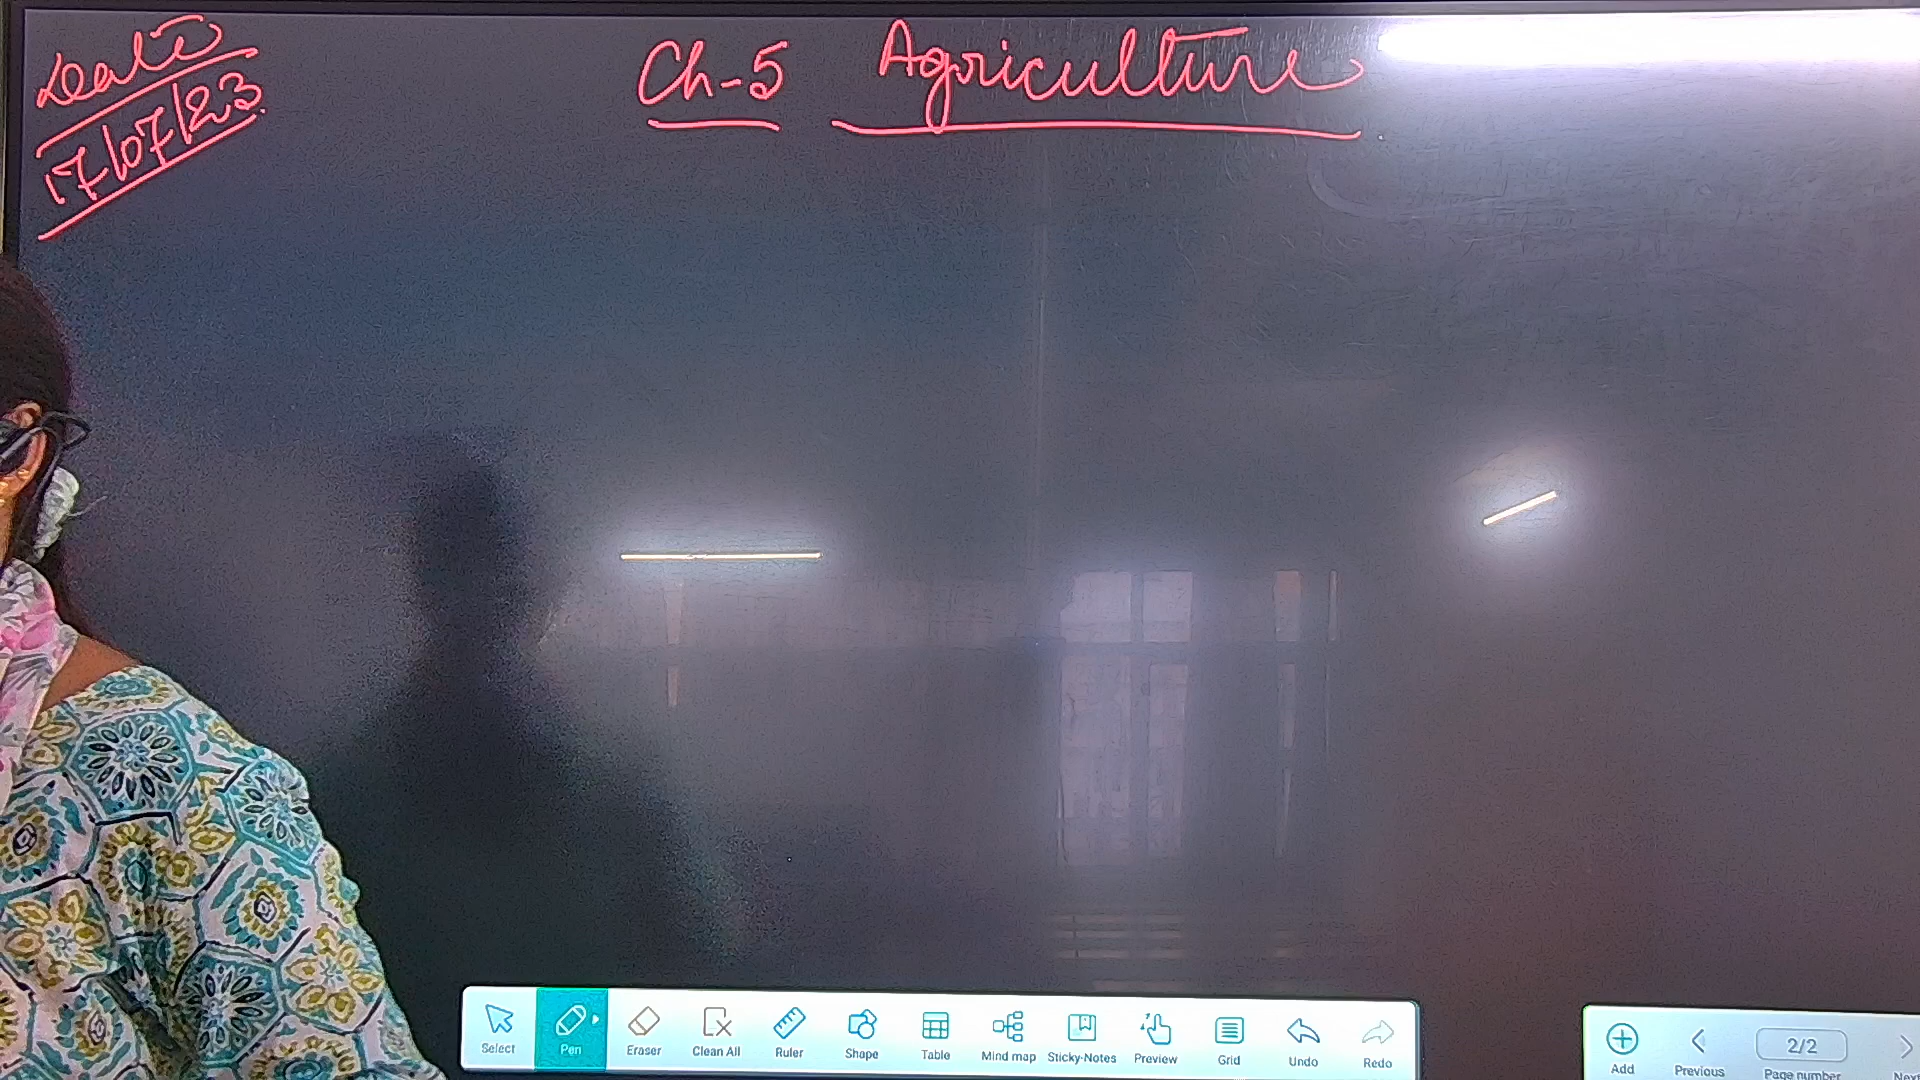 Date
17/07/23.
Ch-5 Agriculture
Select Pen Eraser Clean All Ruler Shape Table Mind map Sticky-Notes Preview Grid Undo Redo
Add Previous 2/2 Page number Next